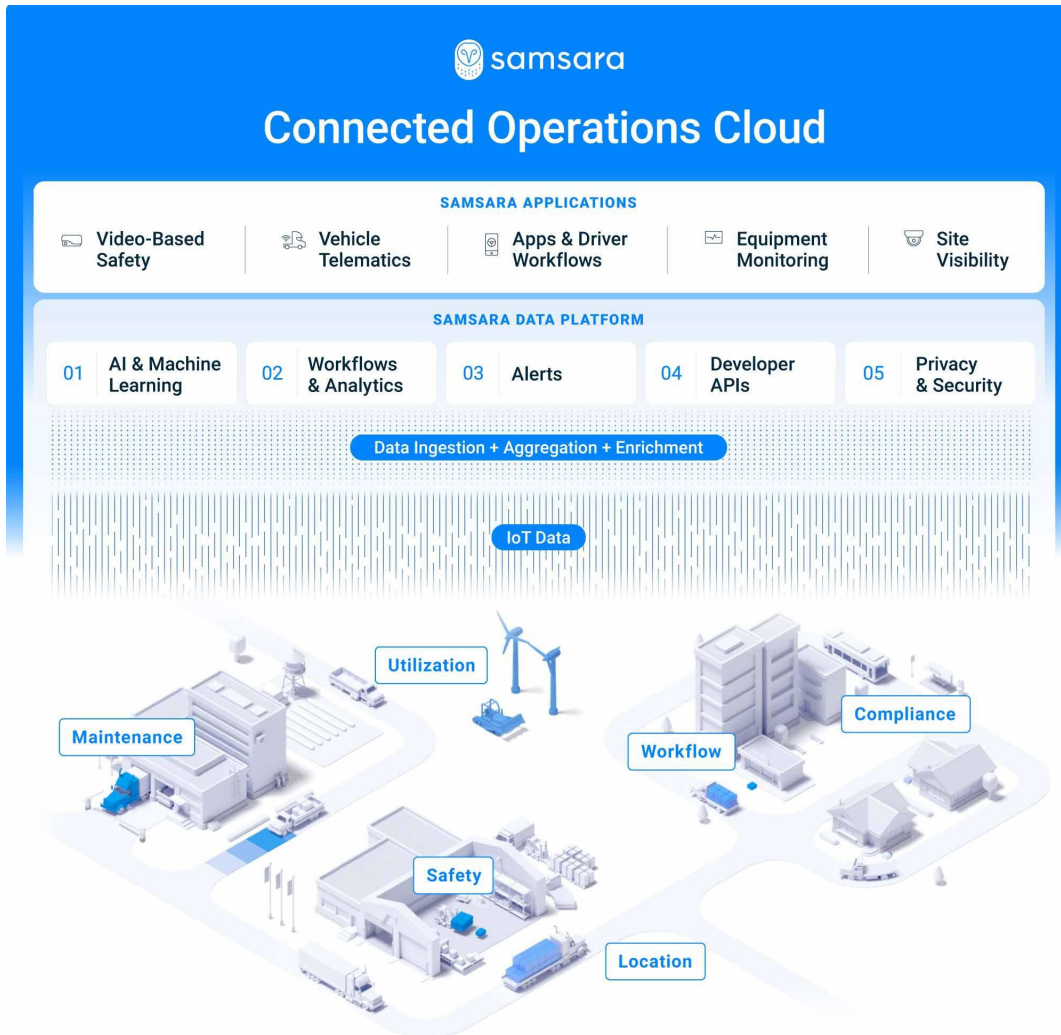 samsara
Connected Operations Cloud
SAMSARA APPLICATIONS
Video-Based
Safety
Vehicle
Telematics
Apps & Driver
Workflows
Equipment
Monitoring
Site
Visibility
SAMSARA DATA PLATFORM
01
AI & Machine
Learning
02
Workflows
& Analytics
03
Alerts
04
Developer
APIs
05
Privacy
& Security
Data Ingestion + Aggregation + Enrichment
IoT Data
Utilization
Maintenance
Compliance
Workflow
Safety
Location